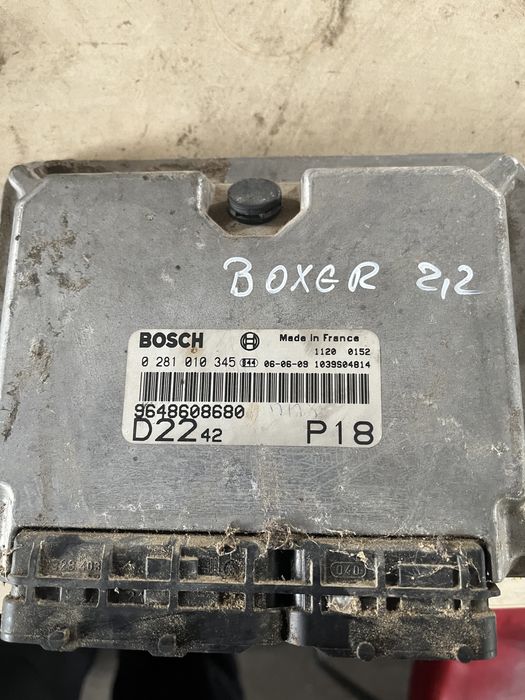 BOXER 2,2
BOSCH Made in France
1120 0152
0 281 010 345 06-06-09 1039S04814
9648608680
D22 42 P18
040